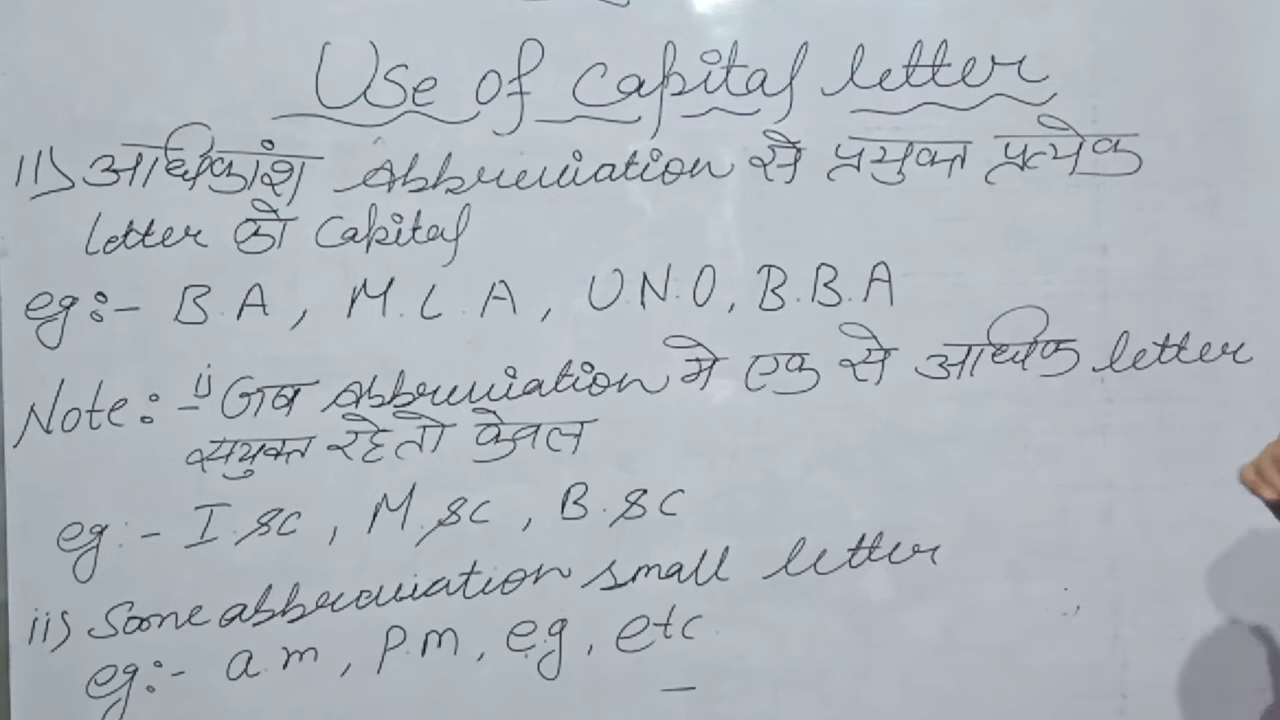 Use of Capital letter
11) अधिकांश Abbreviation से प्रयुक्त प्रत्येक
letter को Capital
eg:- B.A, M.L.A, U.N.O, B.B.A
Note:- i) जब Abbreviation मे एक से अधिक letter
संयुक्त रहे तो केवल
eg:- I.Sc, M.Sc, B.Sc
ii) Some abbreviation small letter
eg:- a.m, p.m, e.g, etc